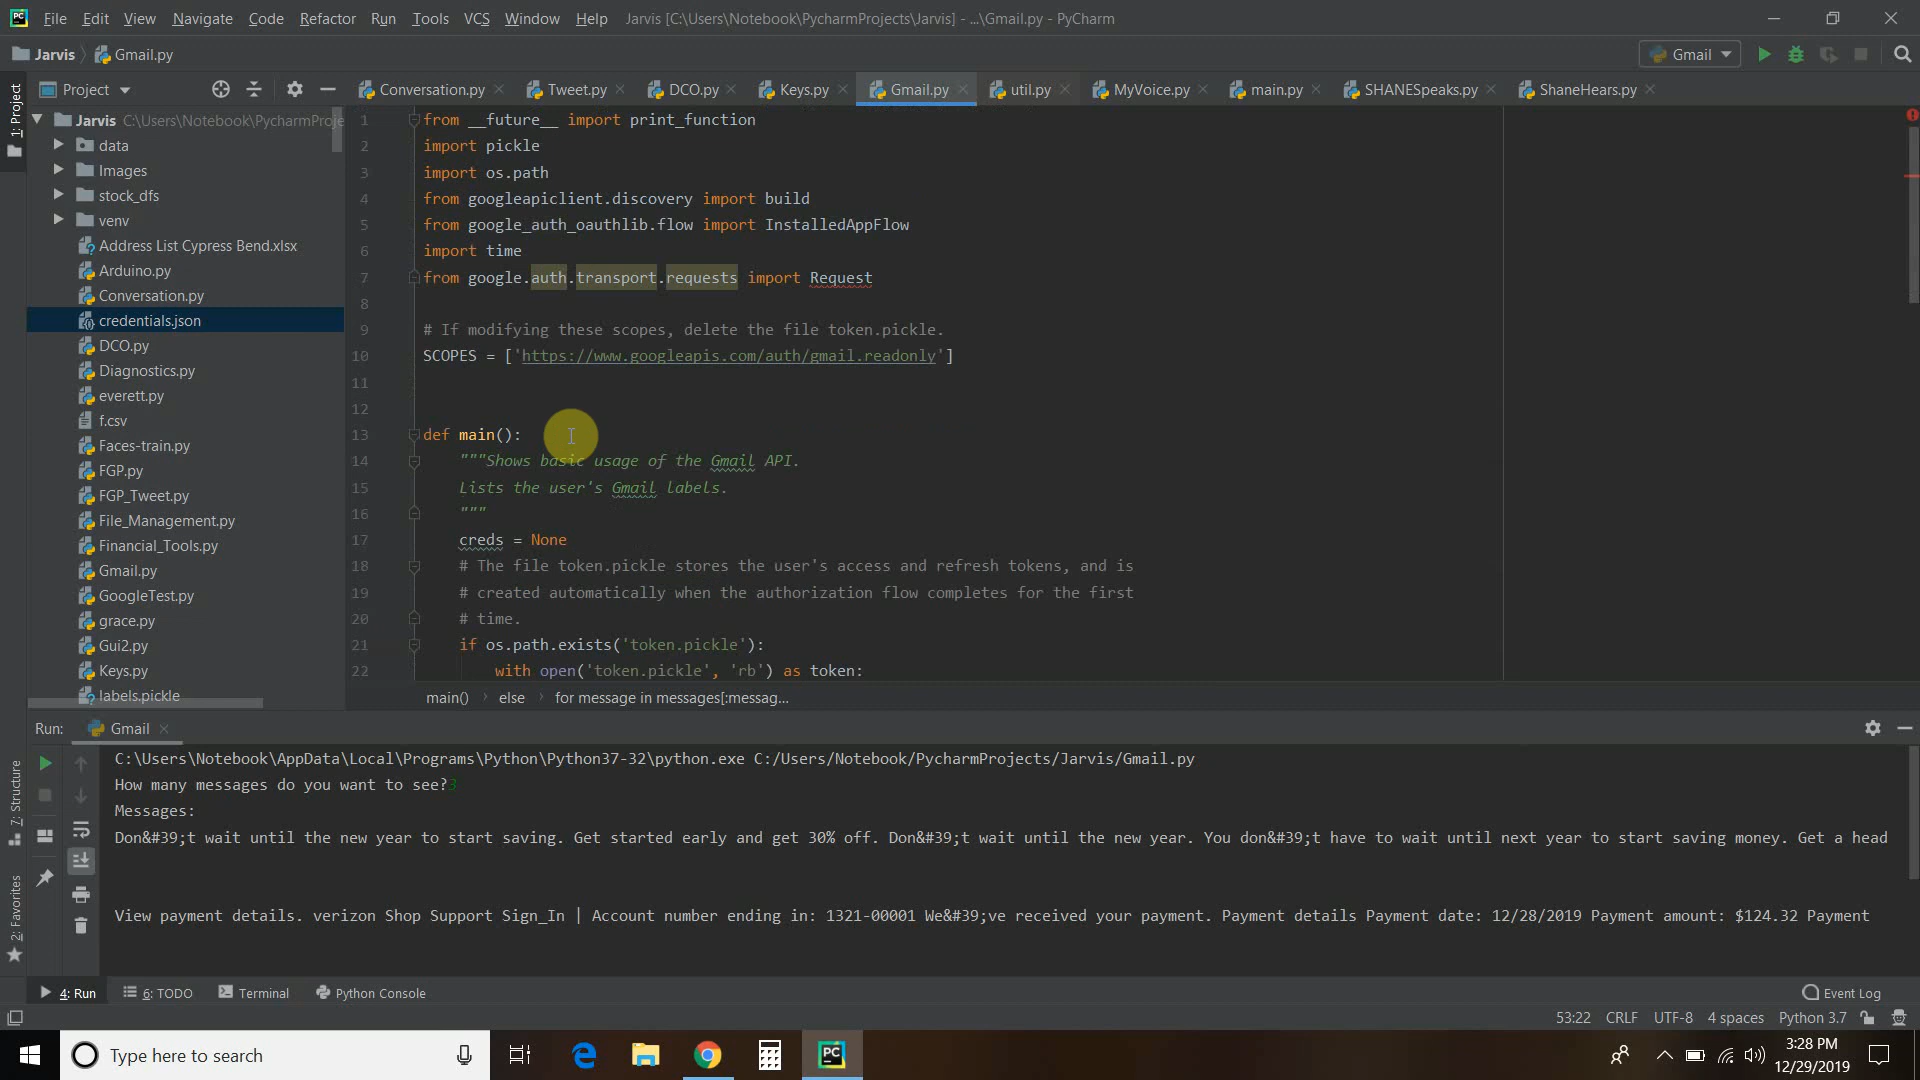 File Edit View Navigate Code Refactor Run Tools VCS Window Help Jarvis [C:\Users\Notebook\PycharmProjects\Jarvis] - ...\Gmail.py - PyCharm
Jarvis Gmail.py Gmail
1: Project
Project
Conversation.py Tweet.py DCO.py Keys.py Gmail.py util.py MyVoice.py main.py SHANESpeaks.py ShaneHears.py
Jarvis C:\Users\Notebook\PycharmProje
data
Images
stock_dfs
venv
Address List Cypress Bend.xlsx
Arduino.py
Conversation.py
credentials.json
DCO.py
Diagnostics.py
everett.py
f.csv
Faces-train.py
FGP.py
FGP_Tweet.py
File_Management.py
Financial_Tools.py
Gmail.py
GoogleTest.py
grace.py
Gui2.py
Keys.py
labels.pickle
1 from __future__ import print_function
2 import pickle
3 import os.path
4 from googleapiclient.discovery import build
5 from google_auth_oauthlib.flow import InstalledAppFlow
6 import time
7 from google.auth.transport.requests import Request
8
9 # If modifying these scopes, delete the file token.pickle.
10 SCOPES = ['https://www.googleapis.com/auth/gmail.readonly']
11
12
13 def main():
14 """Shows basic usage of the Gmail API.
15 Lists the user's Gmail labels.
16 """
17 creds = None
18 # The file token.pickle stores the user's access and refresh tokens, and is
19 # created automatically when the authorization flow completes for the first
20 # time.
21 if os.path.exists('token.pickle'):
22 with open('token.pickle', 'rb') as token:
main() else for message in messages[:messag...
Run: Gmail
7: Structure
2: Favorites
C:\Users\Notebook\AppData\Local\Programs\Python\Python37-32\python.exe C:/Users/Notebook/PycharmProjects/Jarvis/Gmail.py
How many messages do you want to see?3
Messages:
Don&#39;t wait until the new year to start saving. Get started early and get 30% off. Don&#39;t wait until the new year. You don&#39;t have to wait until next year to start saving money. Get a head
View payment details. verizon Shop Support Sign_In | Account number ending in: 1321-00001 We&#39;ve received your payment. Payment details Payment date: 12/28/2019 Payment amount: $124.32 Payment
4: Run 6: TODO Terminal Python Console Event Log
53:22 CRLF UTF-8 4 spaces Python 3.7
Type here to search
PC
3:28 PM
12/29/2019